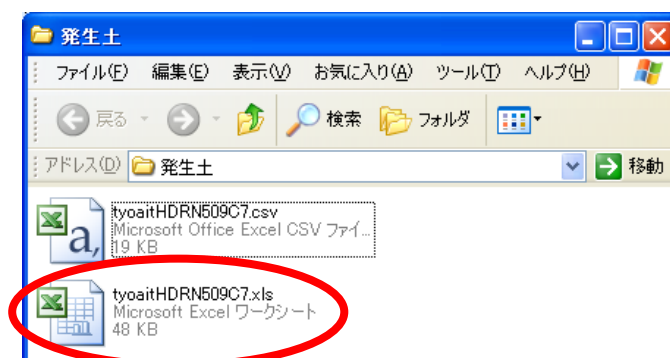 発生土
ファイル(F) 編集(E) 表示(V) お気に入り(A) ツール(T) ヘルプ(H)
戻る 検索 フォルダ
アドレス(D) 発生土 移動
tyoaitHDRN509C7.csv
Microsoft Office Excel CSV ファイ...
19 KB
tyoaitHDRN509C7.xls
Microsoft Excel ワークシート
48 KB